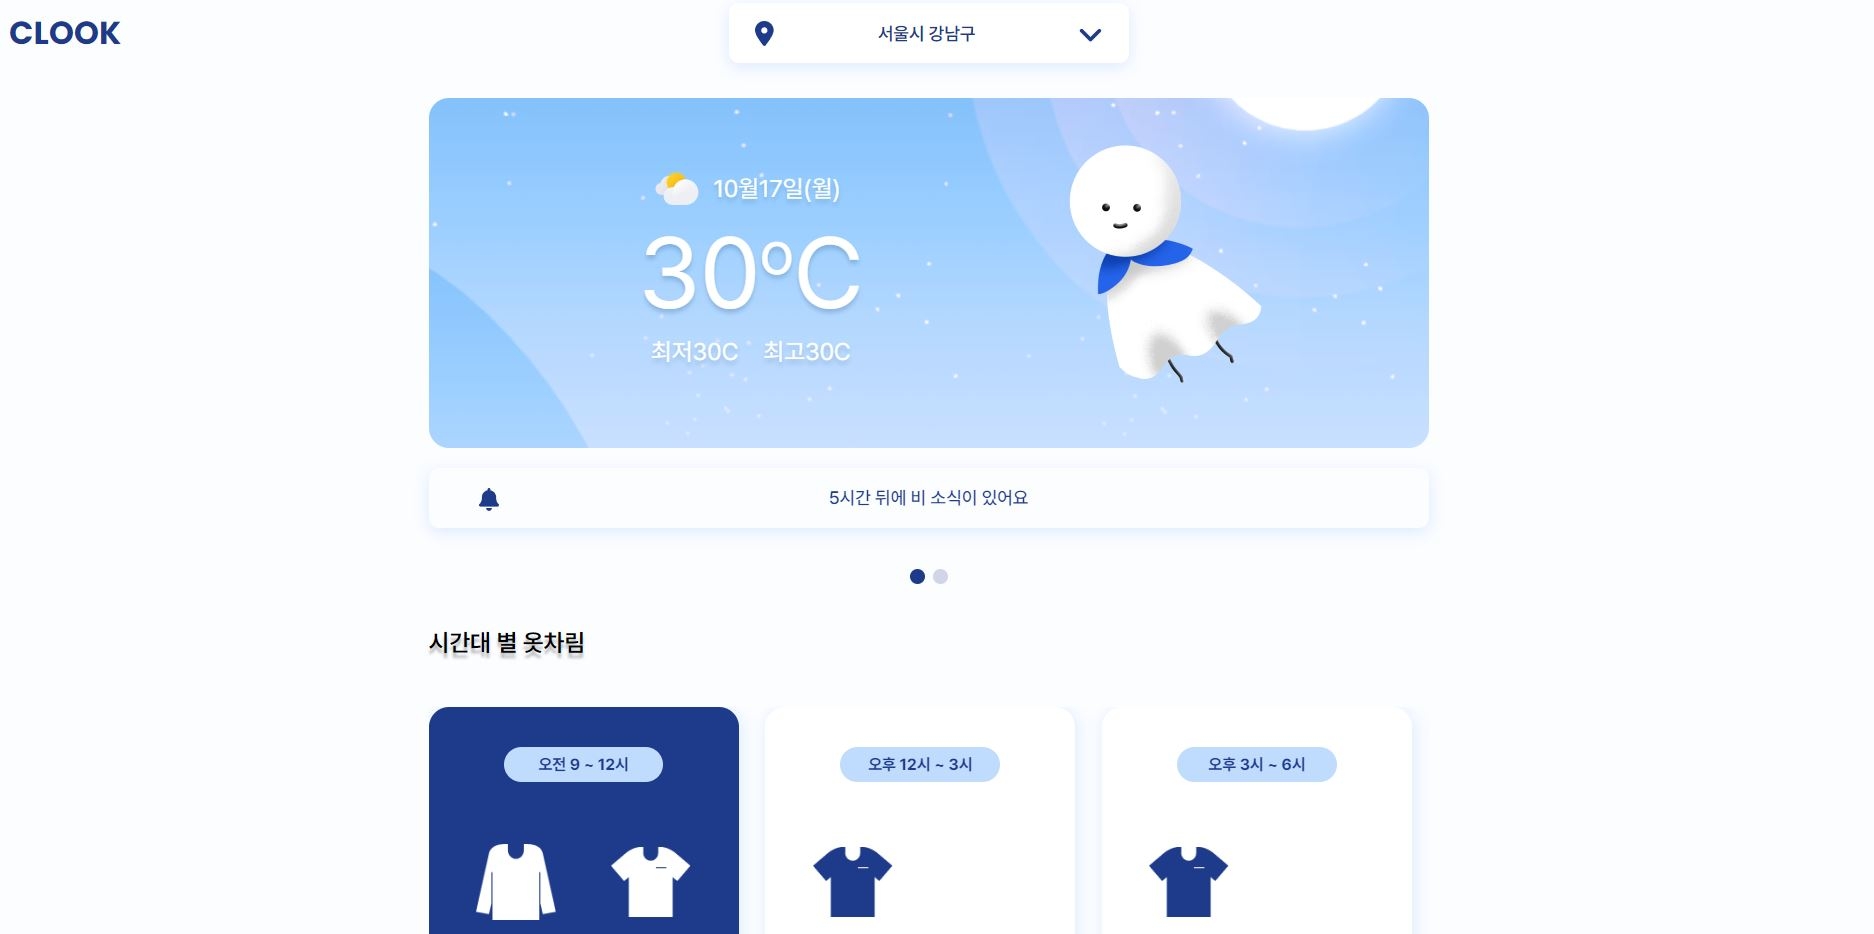 CLOOK
서울시 강남구
10월17일(월)
30ºC
최저30C 최고30C
5시간 뒤에 비 소식이 있어요
시간대 별 옷차림
오전 9 ~ 12시
오후 12시 ~ 3시
오후 3시 ~ 6시